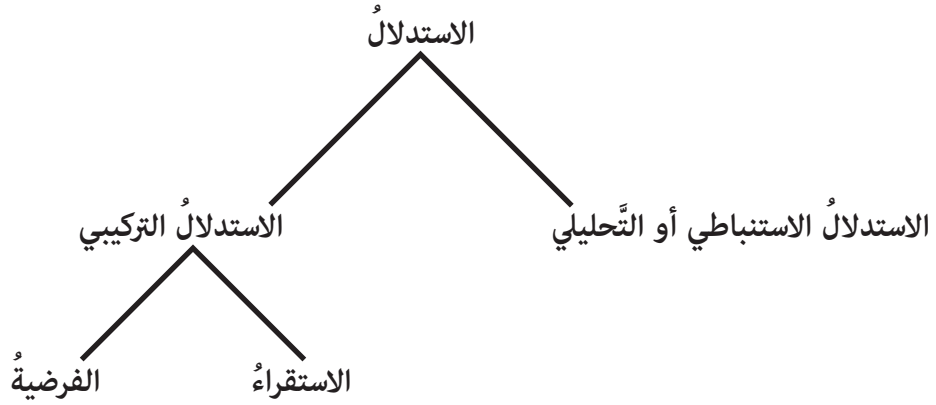 الاستدلالُ
الاستدلالُ الاستنباطي أو التَّحليلي
الاستدلالُ التركيبي
الاستقراءُ
الفرضيةُ